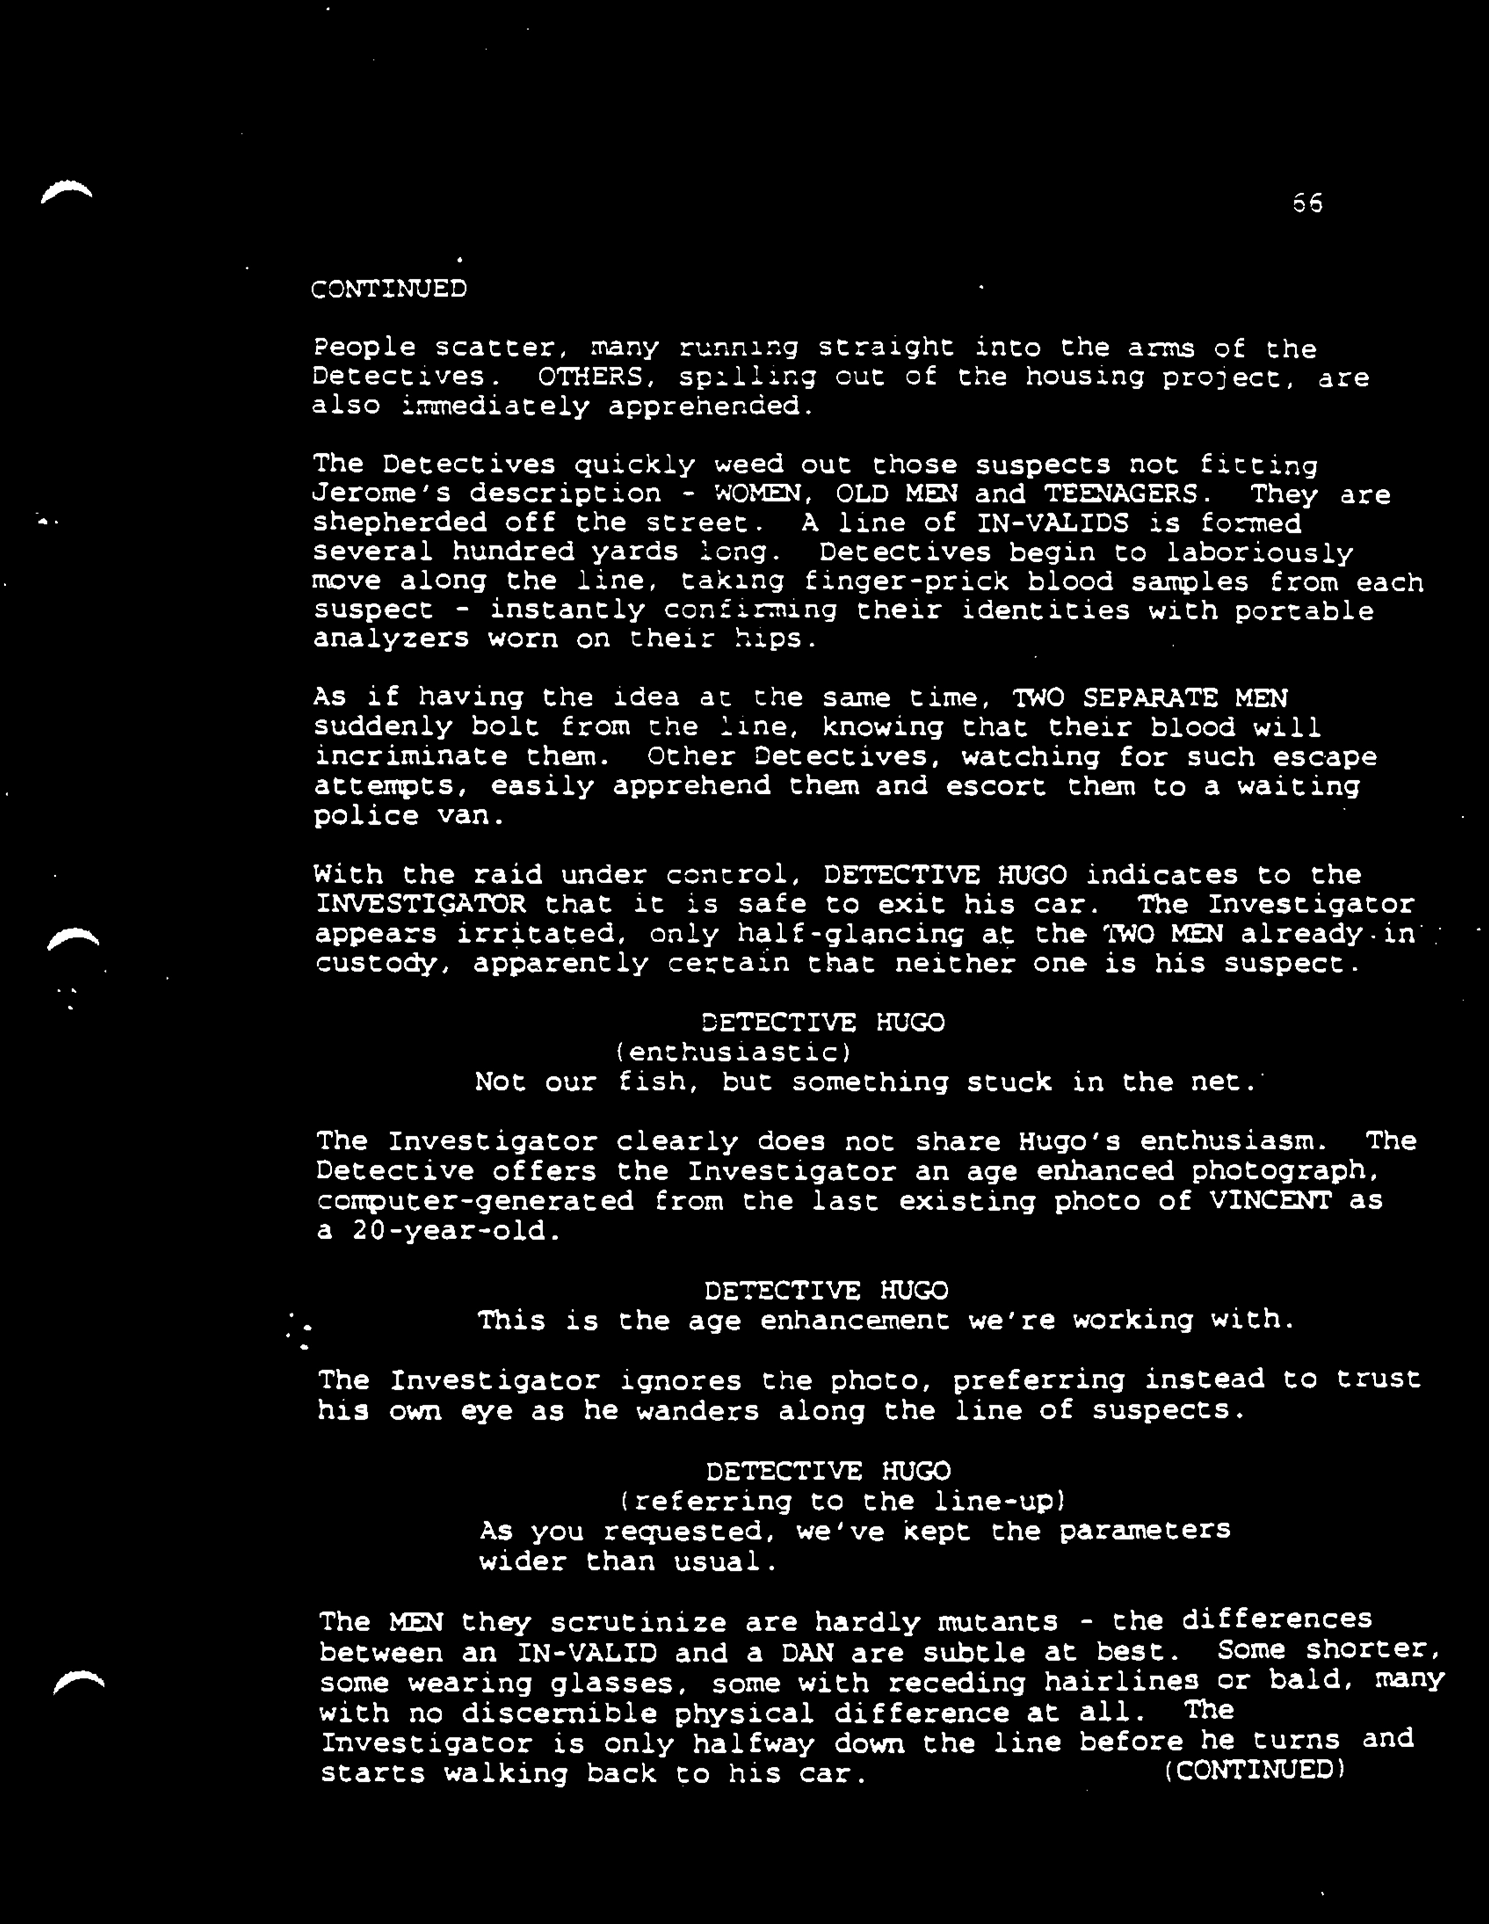 66
CONTINUED
People scatter, many running straight into the arms of the
Detectives.  OTHERS, spilling out of the housing project, are
also immediately apprehended.
The Detectives quickly weed out those suspects not fitting
Jerome's description - WOMEN, OLD MEN and TEENAGERS.  They are
shepherded off the street.  A line of IN-VALIDS is formed
several hundred yards long.  Detectives begin to laboriously
move along the line, taking finger-prick blood samples from each
suspect - instantly confirming their identities with portable
analyzers worn on their hips.
As if having the idea at the same time, TWO SEPARATE MEN
suddenly bolt from the line, knowing that their blood will
incriminate them.  Other Detectives, watching for such escape
attempts, easily apprehend them and escort them to a waiting
police van.
With the raid under control, DETECTIVE HUGO indicates to the
INVESTIGATOR that it is safe to exit his car.  The Investigator
appears irritated, only half-glancing at the TWO MEN already in
custody, apparently certain that neither one is his suspect.
DETECTIVE HUGO
(enthusiastic)
Not our fish, but something stuck in the net.
The Investigator clearly does not share Hugo's enthusiasm.  The
Detective offers the Investigator an age enhanced photograph,
computer-generated from the last existing photo of VINCENT as
a 20-year-old.
DETECTIVE HUGO
This is the age enhancement we're working with.
The Investigator ignores the photo, preferring instead to trust
his own eye as he wanders along the line of suspects.
DETECTIVE HUGO
(referring to the line-up)
As you requested, we've kept the parameters
wider than usual.
The MEN they scrutinize are hardly mutants - the differences
between an IN-VALID and a DAN are subtle at best.  Some shorter,
some wearing glasses, some with receding hairlines or bald, many
with no discernible physical difference at all.  The
Investigator is only halfway down the line before he turns and
starts walking back to his car.  (CONTINUED)